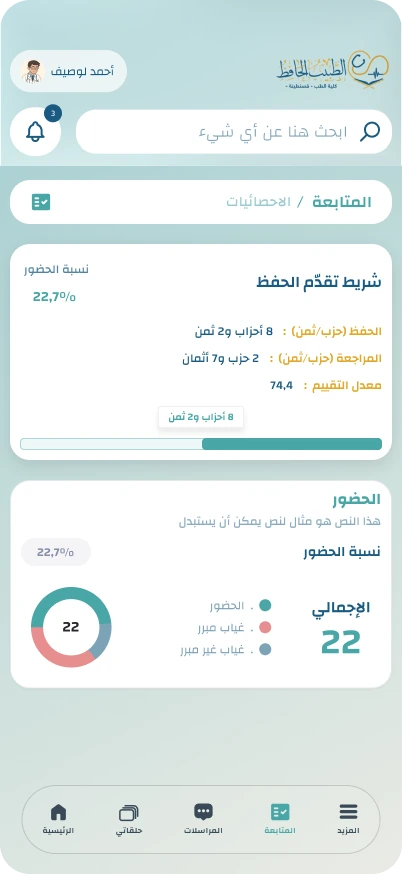 الطبيب الحافظ
- كلية الطب - قسنطينة -
أحمد لوصيف
3
ابحث هنا عن أي شيء
المتابعة / الاحصائيات
شريط تقدّم الحفظ
نسبة الحضور
22,7%
الحفظ (حزب/ثمن) : 8 أحزاب و2 ثمن
المراجعة (حزب/ثمن) : 2 حزب و7 أثمان
معدل التقييم : 74,4
8 أحزاب و2 ثمن
الحضور
هذا النص هو مثال لنص يمكن أن يستبدل
نسبة الحضور
22,7%
الإجمالي
22
. الحضور
. غياب مبرر
. غياب غير مبرر
22
المزيد
المتابعة
المراسلات
حلقاتي
الرئيسية